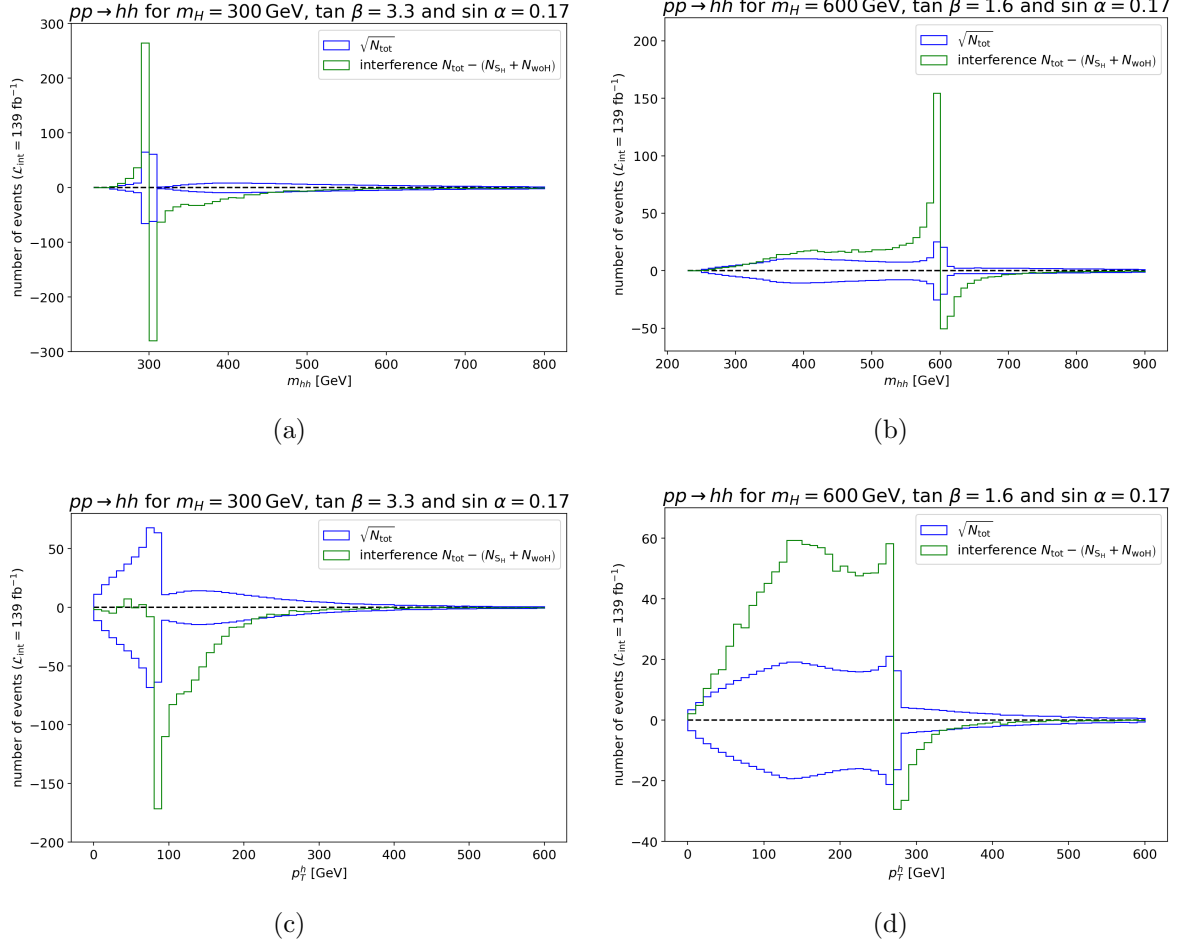 pp → hh for m_H = 300 GeV, tan β = 3.3 and sin α = 0.17
√N_tot
interference N_tot − (N_{S_H} + N_woH)
number of events (ℒ_int = 139 fb⁻¹)
300
200
100
0
−100
−200
−300
300 400 500 600 700 800
m_hh [GeV]
(a)
pp → hh for m_H = 600 GeV, tan β = 1.6 and sin α = 0.17
√N_tot
interference N_tot − (N_{S_H} + N_woH)
number of events (ℒ_int = 139 fb⁻¹)
200
150
100
50
0
−50
200 300 400 500 600 700 800 900
m_hh [GeV]
(b)
pp → hh for m_H = 300 GeV, tan β = 3.3 and sin α = 0.17
√N_tot
interference N_tot − (N_{S_H} + N_woH)
number of events (ℒ_int = 139 fb⁻¹)
50
0
−50
−100
−150
−200
0 100 200 300 400 500 600
p_T^h [GeV]
(c)
pp → hh for m_H = 600 GeV, tan β = 1.6 and sin α = 0.17
√N_tot
interference N_tot − (N_{S_H} + N_woH)
number of events (ℒ_int = 139 fb⁻¹)
60
40
20
0
−20
−40
0 100 200 300 400 500 600
p_T^h [GeV]
(d)